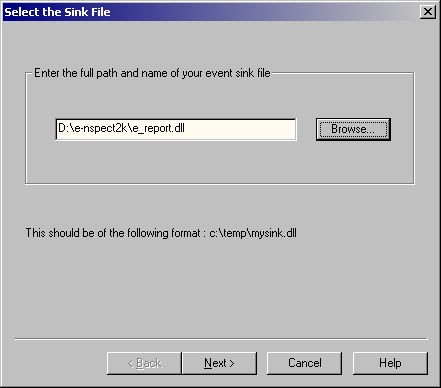 Select the Sink File
Enter the full path and name of your event sink file
D:\e-nspect2k\e_report.dll
Browse...
This should be of the following format : c:\temp\mysink.dll
< Back
Next >
Cancel
Help